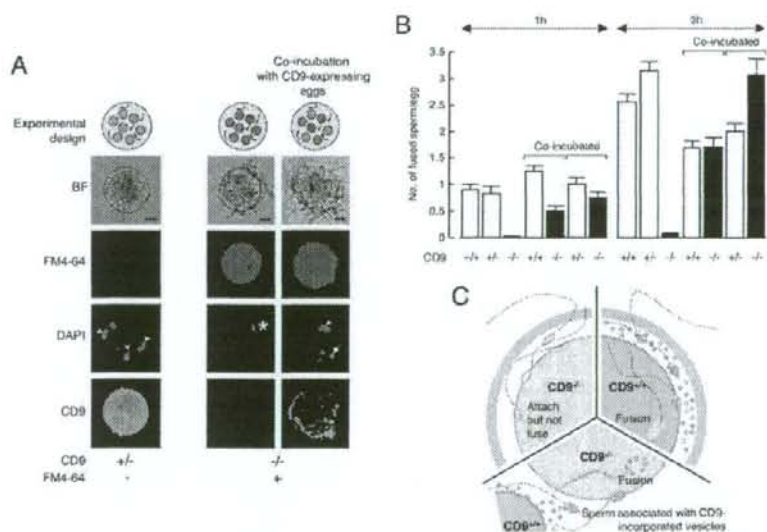 A
Experimental design
Co-incubation
with CD9-expressing
eggs
BF
FM4-64
DAPI
*
CD9
CD9 +/- -/-
FM4-64 - +
B
1h 3h
No. of fused sperm/egg
3.5
3
2.5
2
1.5
1
0.5
0
Co-incubated
Co-incubated
CD9 +/+ +/- -/- +/+ -/- +/- -/- +/+ +/- -/- +/+ -/- +/- -/-
C
CD9-/-
Attach
but not
fuse
CD9+/+
Fusion
CD9-/-
Fusion
CD9+/+
Sperm associated with CD9-
incorporated vesicles